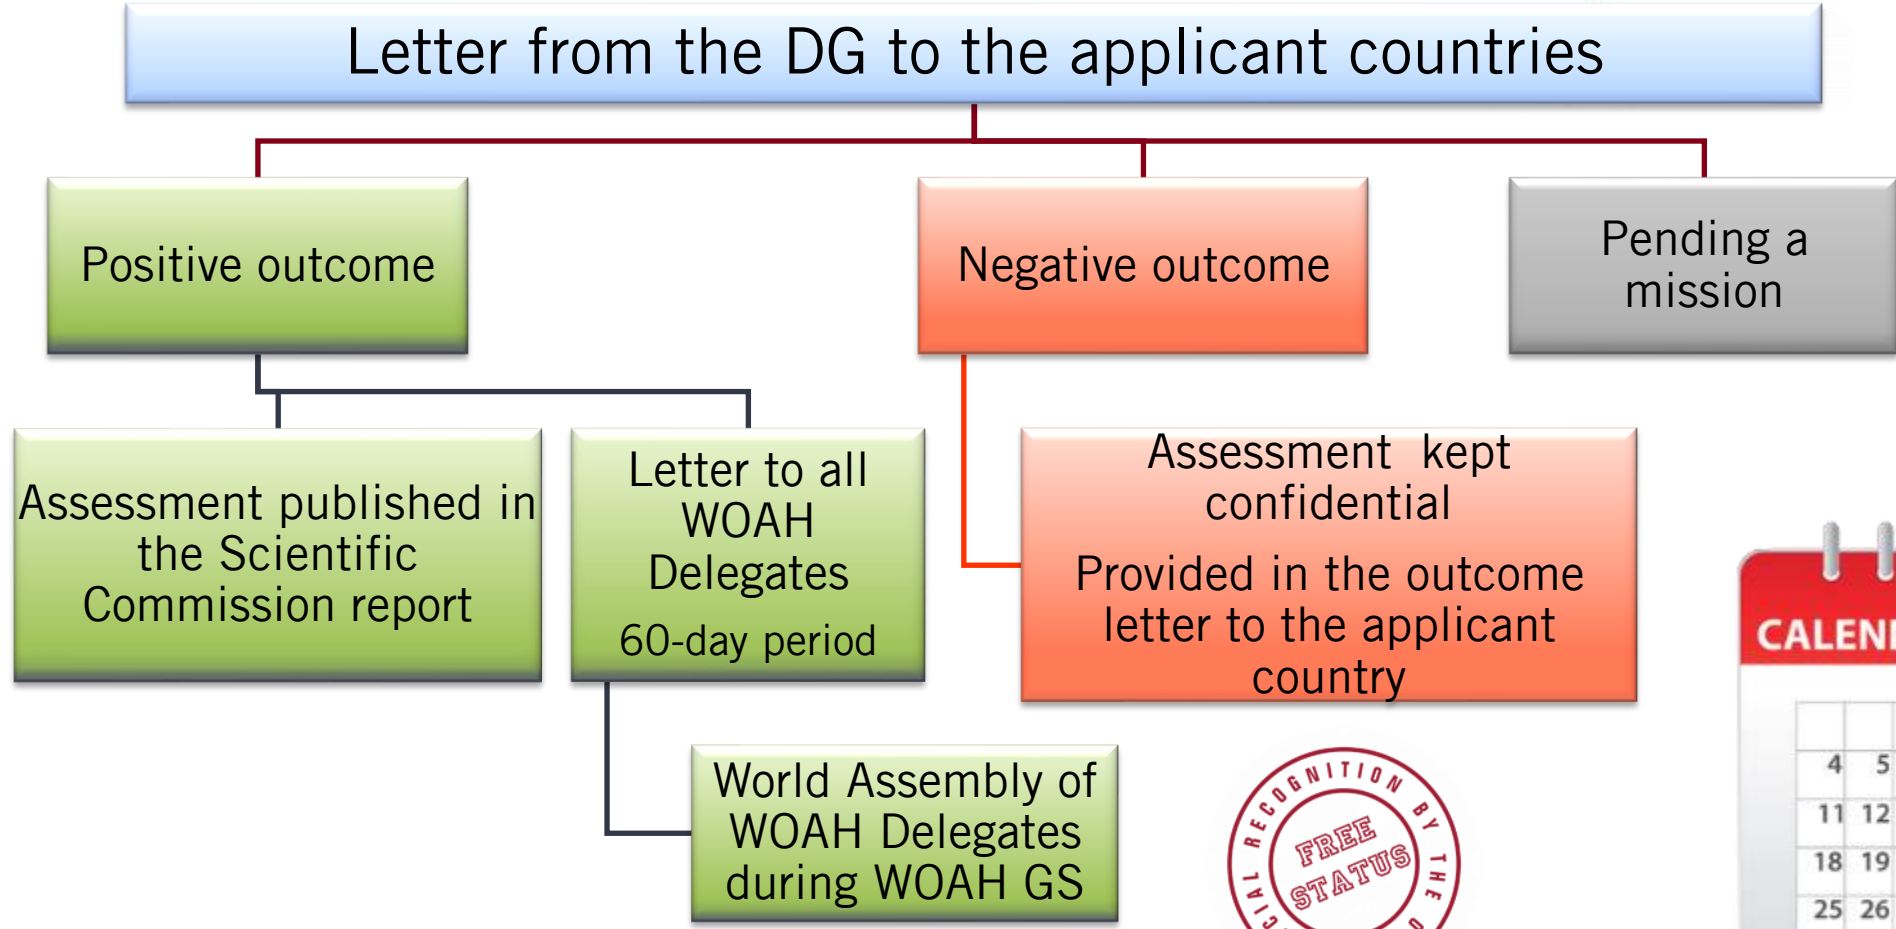 Letter from the DG to the applicant countries
Positive outcome
Negative outcome
Pending a
mission
Assessment published in
the Scientific
Commission report
Letter to all
WOAH
Delegates
60-day period
Assessment kept
confidential
Provided in the outcome
letter to the applicant
country
World Assembly of
WOAH Delegates
during WOAH GS
RECOGNITION BY THE
FREE
STATUS
4 5
11 12
18 19
25 26